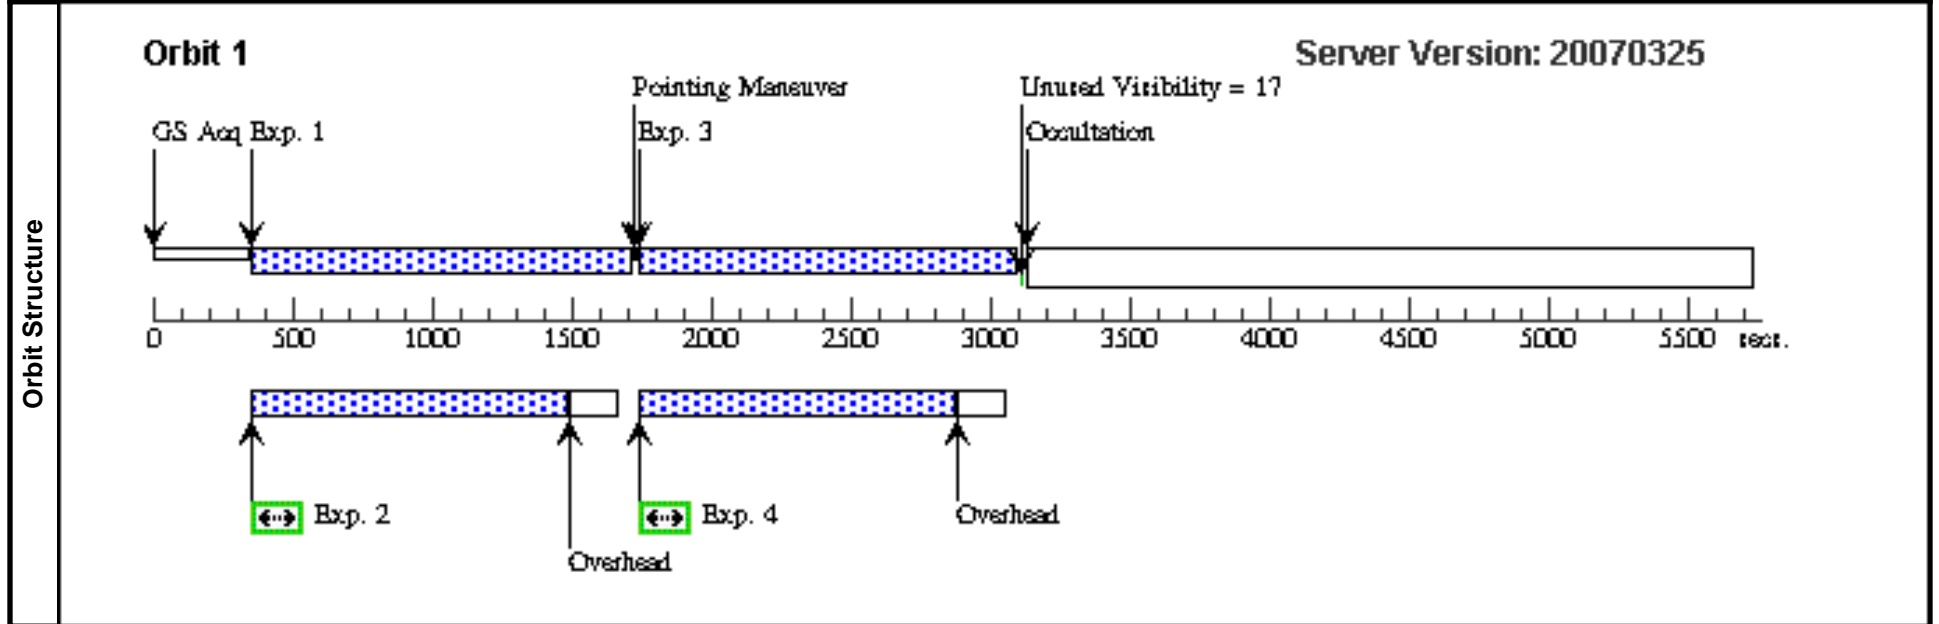 Orbit Structure
Orbit 1
Server Version: 20070325
Pointing Maneuver
Unused Visibility = 17
GS Acq
Exp. 1
Exp. 3
Occultation
0
500
1000
1500
2000
2500
3000
3500
4000
4500
5000
5500
secs.
Exp. 2
Exp. 4
Overhead
Overhead